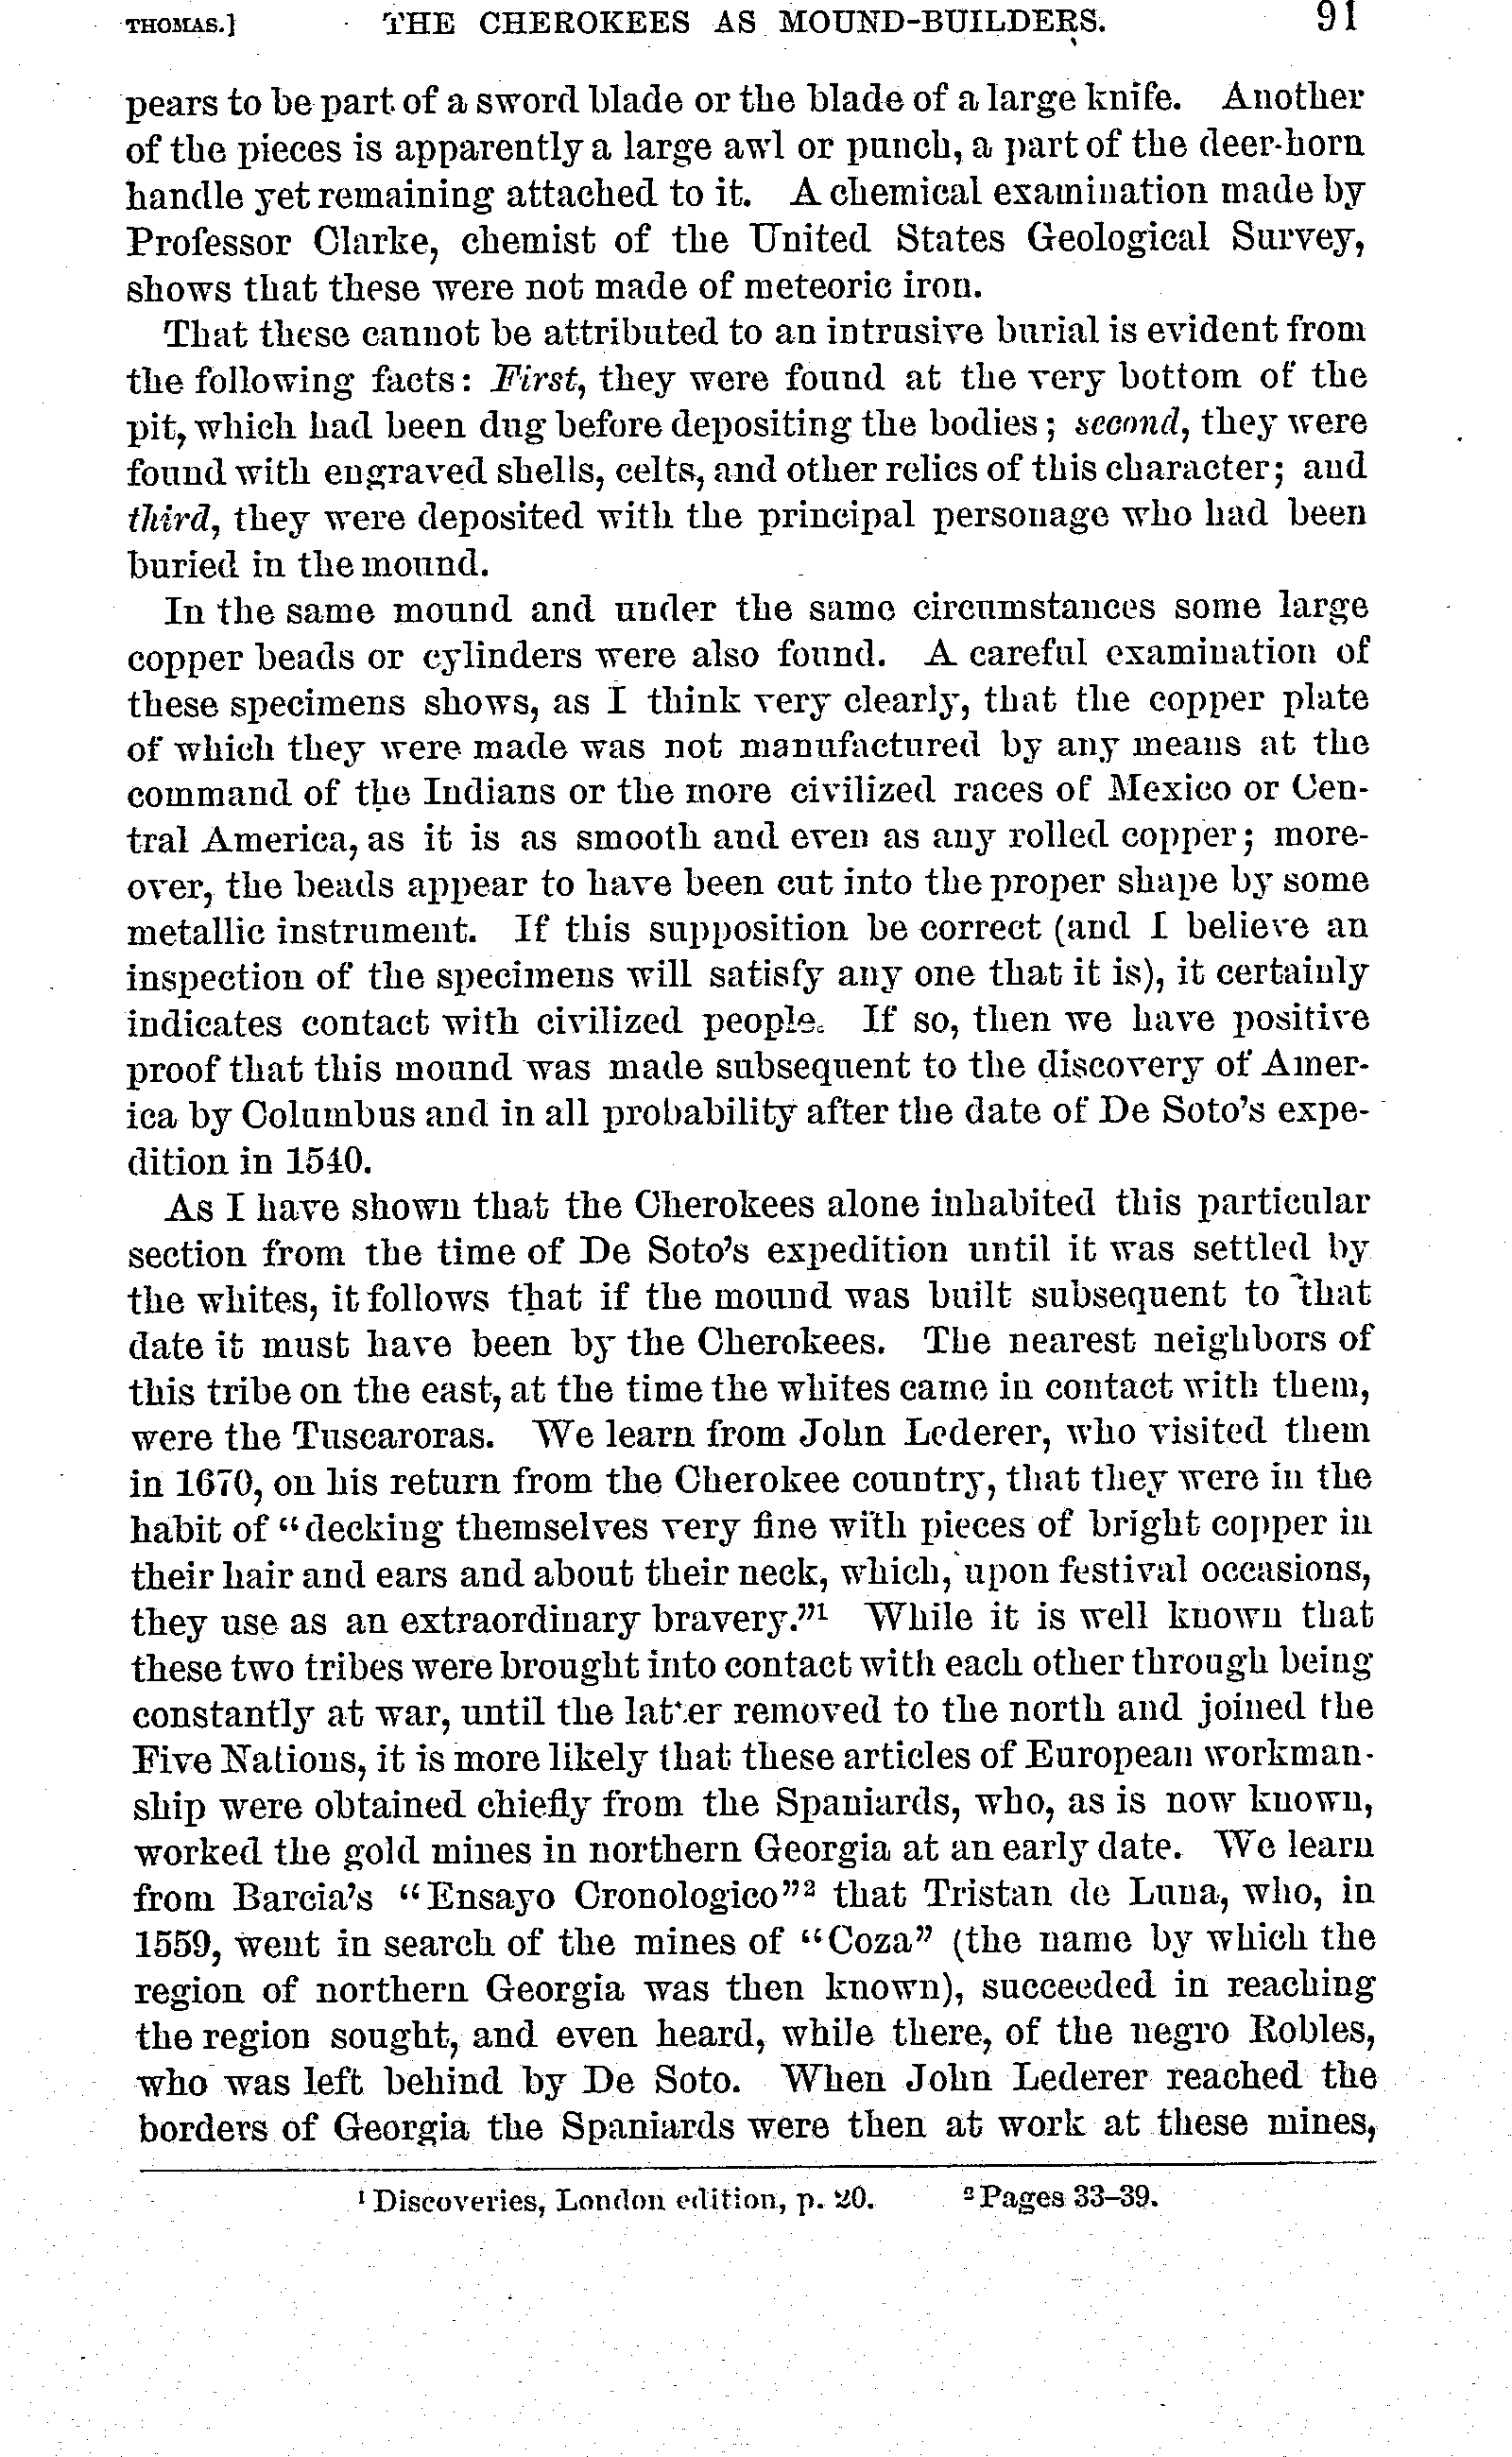 THOMAS.] THE CHEROKEES AS MOUND-BUILDERS. 91
pears to be part of a sword blade or the blade of a large knife. Another
of the pieces is apparently a large awl or punch, a part of the deer-horn
handle yet remaining attached to it. A chemical examination made by
Professor Clarke, chemist of the United States Geological Survey,
shows that these were not made of meteoric iron.
That these cannot be attributed to an intrusive burial is evident from
the following facts: First, they were found at the very bottom of the
pit, which had been dug before depositing the bodies; second, they were
found with engraved shells, celts, and other relics of this character; and
third, they were deposited with the principal personage who had been
buried in the mound.
In the same mound and under the same circumstances some large
copper beads or cylinders were also found. A careful examination of
these specimens shows, as I think very clearly, that the copper plate
of which they were made was not manufactured by any means at the
command of the Indians or the more civilized races of Mexico or Cen-
tral America, as it is as smooth and even as any rolled copper; more-
over, the beads appear to have been cut into the proper shape by some
metallic instrument. If this supposition be correct (and I believe an
inspection of the specimens will satisfy any one that it is), it certainly
indicates contact with civilized people. If so, then we have positive
proof that this mound was made subsequent to the discovery of Amer-
ica by Columbus and in all probability after the date of De Soto's expe-
dition in 1540.
As I have shown that the Cherokees alone inhabited this particular
section from the time of De Soto's expedition until it was settled by
the whites, it follows that if the mound was built subsequent to that
date it must have been by the Cherokees. The nearest neighbors of
this tribe on the east, at the time the whites came in contact with them,
were the Tuscaroras. We learn from John Lederer, who visited them
in 1670, on his return from the Cherokee country, that they were in the
habit of "decking themselves very fine with pieces of bright copper in
their hair and ears and about their neck, which, upon festival occasions,
they use as an extraordinary bravery."¹ While it is well known that
these two tribes were brought into contact with each other through being
constantly at war, until the latter removed to the north and joined the
Five Nations, it is more likely that these articles of European workman-
ship were obtained chiefly from the Spaniards, who, as is now known,
worked the gold mines in northern Georgia at an early date. We learn
from Barcia's "Ensayo Cronologico"² that Tristan de Luna, who, in
1559, went in search of the mines of "Coza" (the name by which the
region of northern Georgia was then known), succeeded in reaching
the region sought, and even heard, while there, of the negro Robles,
who was left behind by De Soto. When John Lederer reached the
borders of Georgia the Spaniards were then at work at these mines,
¹ Discoveries, London edition, p. 20. ² Pages 33–39.